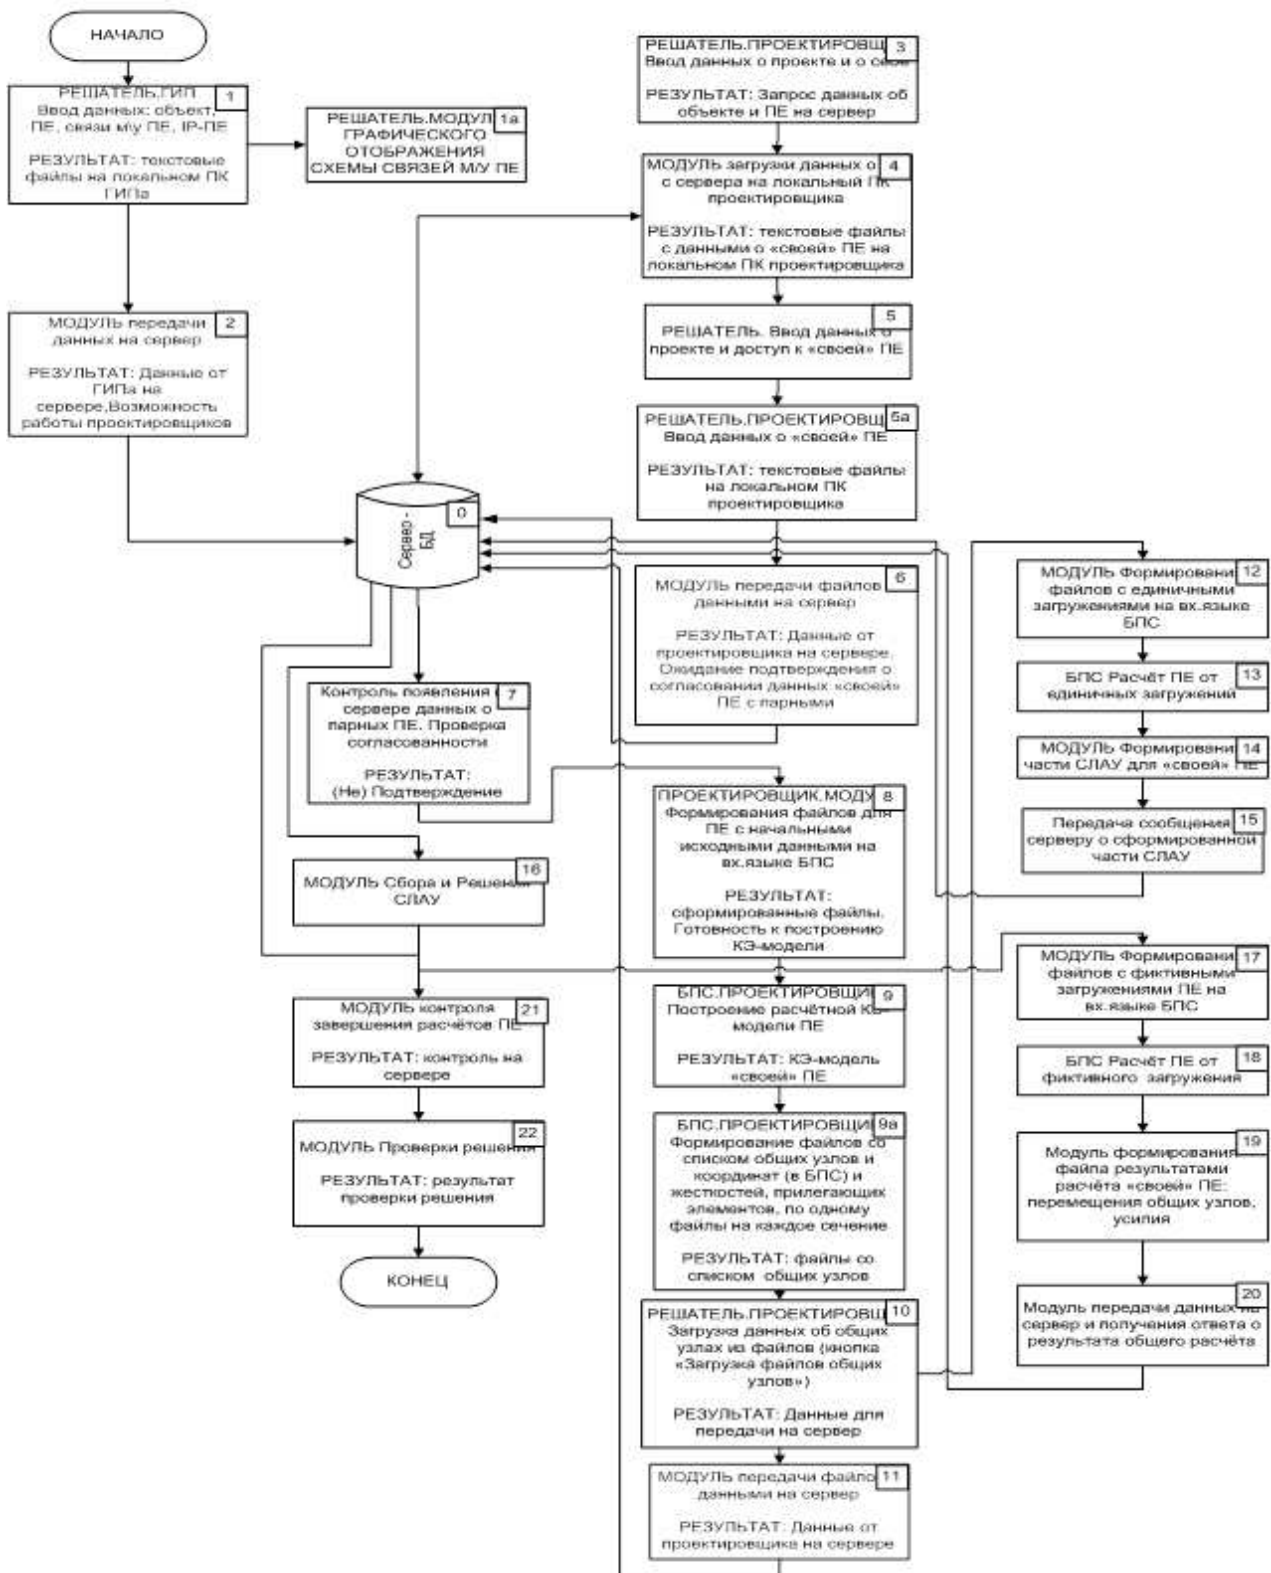 НАЧАЛО
1
РЕШАТЕЛЬ.ГИП
Ввод данных: объект,
ПЕ, связи м\у ПЕ, IP-ПЕ
РЕЗУЛЬТАТ: текстовые
файлы на локальном ПК
ГИПа
1а
РЕШАТЕЛЬ.МОДУЛ
ГРАФИЧЕСКОГО
ОТОБРАЖЕНИЯ
СХЕМЫ СВЯЗЕЙ М/У ПЕ
2
МОДУЛЬ передачи
данных на сервер
РЕЗУЛЬТАТ: Данные от
ГИПа на
сервере,Возможность
работы проектировщиков
3
РЕШАТЕЛЬ.ПРОЕКТИРОВЩ
Ввод данных о проекте и о себе
РЕЗУЛЬТАТ: Запрос данных об
объекте и ПЕ на сервер
4
МОДУЛЬ загрузки данных о
с сервера на локальный ПК
проектировщика
РЕЗУЛЬТАТ: текстовые файлы
с данными о «своей» ПЕ на
локальном ПК проектировщика
5
РЕШАТЕЛЬ. Ввод данных о
проекте и доступ к «своей» ПЕ
5а
РЕШАТЕЛЬ.ПРОЕКТИРОВЩ
Ввод данных о «своей» ПЕ
РЕЗУЛЬТАТ: текстовые файлы
на локальном ПК
проектировщика
0
Сервер -
БД
6
МОДУЛЬ передачи файлов
данными на сервер
РЕЗУЛЬТАТ: Данные от
проектировщика на сервере.
Ожидание подтверждения о
согласовании данных «своей»
ПЕ с парными
7
Контроль появления
сервере данных о
парных ПЕ. Проверка
согласованности
РЕЗУЛЬТАТ:
(Не) Подтверждение
8
ПРОЕКТИРОВЩИК.МОДУ
Формирования файлов для
ПЕ с начальными
исходными данными на
вх.языке БПС
РЕЗУЛЬТАТ:
сформированные файлы.
Готовность к построению
КЭ-модели
9
БПС.ПРОЕКТИРОВЩИ
Построение расчётной КЭ-
модели ПЕ
РЕЗУЛЬТАТ: КЭ-модель
«своей» ПЕ
9а
БПС.ПРОЕКТИРОВЩИ
Формирование файлов со
списком общих узлов и
координат (в БПС) и
жесткостей, прилегающих
элементов, по одному
файлы на каждое сечение
РЕЗУЛЬТАТ: файлы со
списком общих узлов
10
РЕШАТЕЛЬ.ПРОЕКТИРОВЩ
Загрузка данных об общих
узлах из файлов (кнопка
«Загрузка файлов общих
узлов»)
РЕЗУЛЬТАТ: Данные для
передачи на сервер
11
МОДУЛЬ передачи файло
данными на сервер
РЕЗУЛЬТАТ: Данные от
проектировщика на сервере
12
МОДУЛЬ Формировани
файлов с единичными
загружениями на вх.языке
БПС
13
БПС Расчёт ПЕ от
единичных загружений
14
МОДУЛЬ Формировани
части СЛАУ для «своей» ПЕ
15
Передача сообщения
серверу о сформированной
части СЛАУ
16
МОДУЛЬ Сбора и Решения
СЛАУ
17
МОДУЛЬ Формировани
файлов с фиктивными
загружениями ПЕ на
вх.языке БПС
18
БПС Расчёт ПЕ от
фиктивного загружения
19
Модуль формирования
файла результатами
расчёта «своей» ПЕ:
перемещения общих узлов,
усилия
20
Модуль передачи данных на
сервер и получения ответа о
результата общего расчёта
21
МОДУЛЬ контроля
завершения расчётов ПЕ
РЕЗУЛЬТАТ: контроль на
сервере
22
МОДУЛЬ Проверки решения
РЕЗУЛЬТАТ: результат
проверки решения
КОНЕЦ